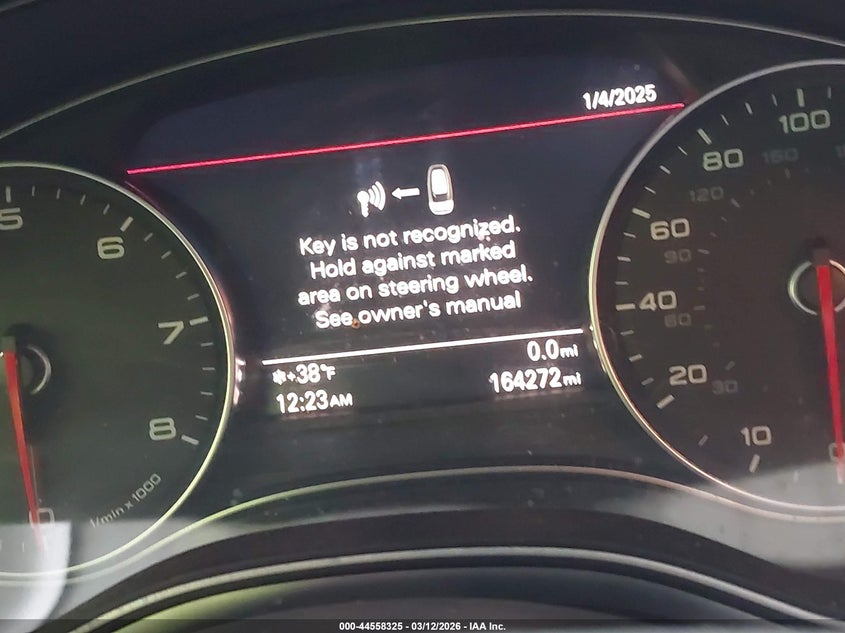 1/4/2025
Key is not recognized.
Hold against marked
area on steering wheel.
See owner's manual
0.0mi
*+38°F
164272mi
12:23AM
5
6
7
8
0
l/min x 1000
100
80
120
60
90
40
60
20
30
10
000-44558325 - 03/12/2026 - IAA Inc.